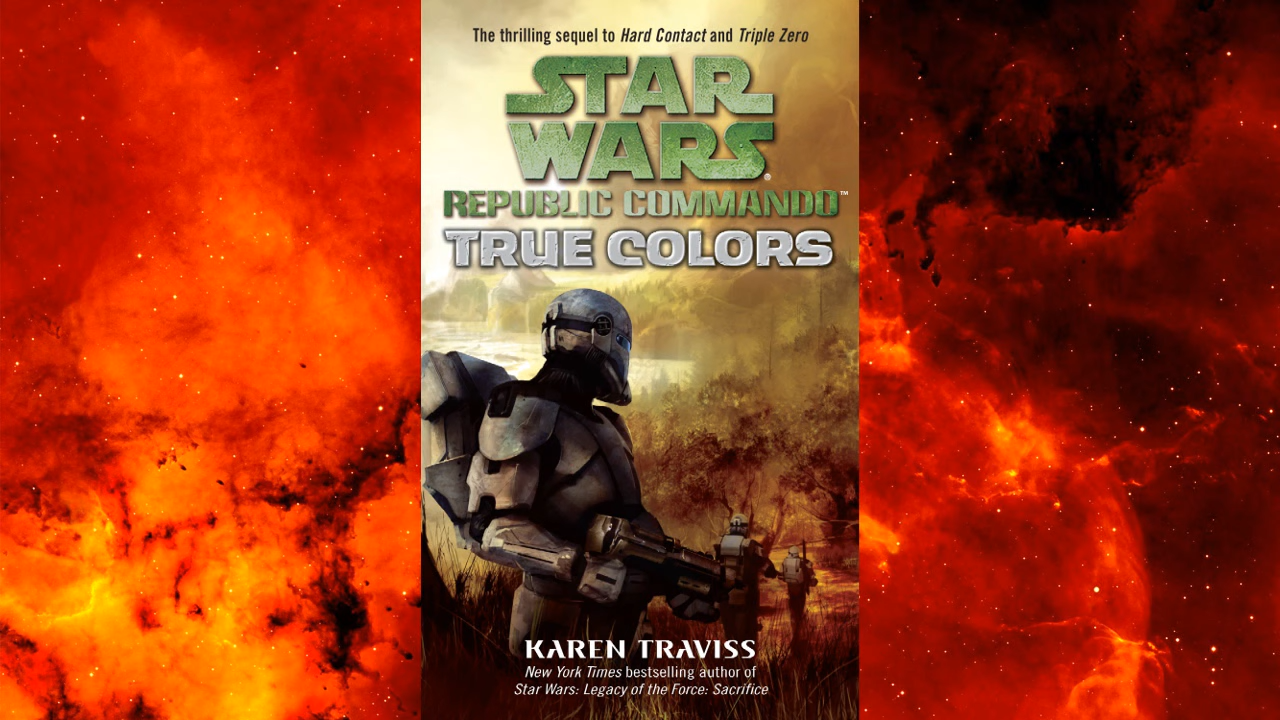 The thrilling sequel to Hard Contact and Triple Zero
STAR
WARS®
REPUBLIC COMMANDO™
TRUE COLORS
KAREN TRAVISS
New York Times bestselling author of
Star Wars: Legacy of the Force: Sacrifice